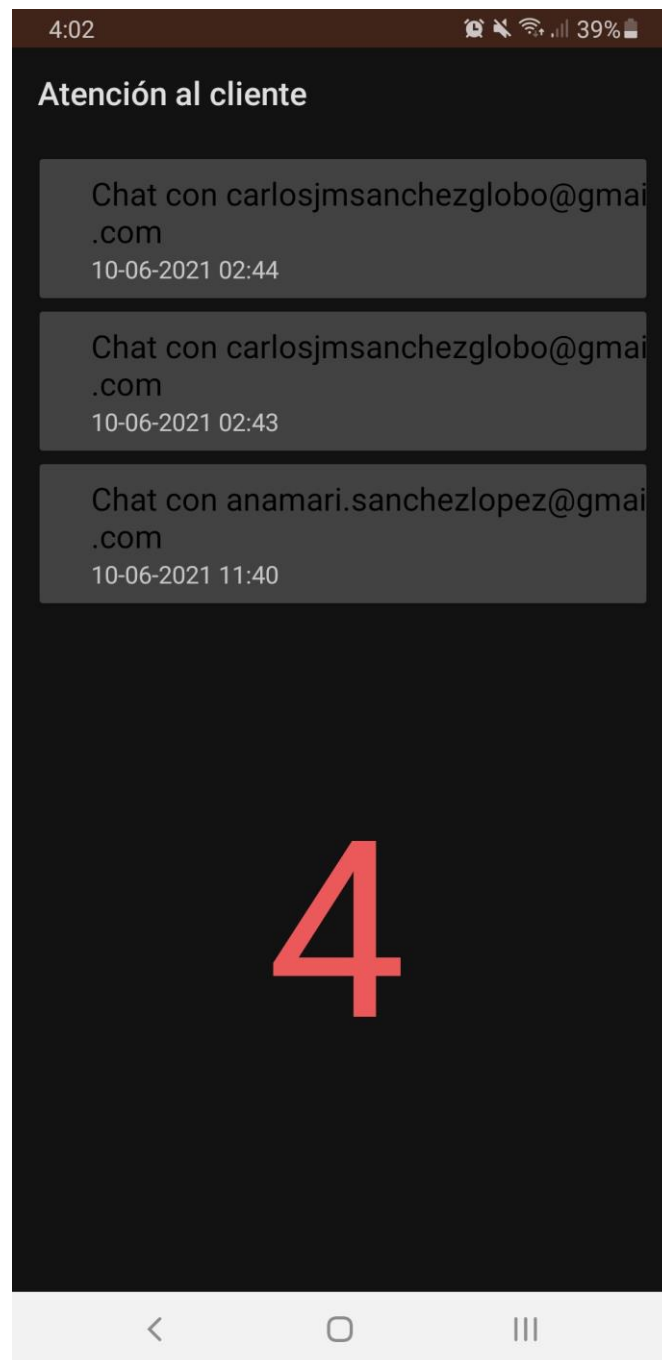 4:02 39%
Atención al cliente
Chat con carlosjmsanchezglobo@gmai
.com
10-06-2021 02:44
Chat con carlosjmsanchezglobo@gmai
.com
10-06-2021 02:43
Chat con anamari.sanchezlopez@gmai
.com
10-06-2021 11:40
4